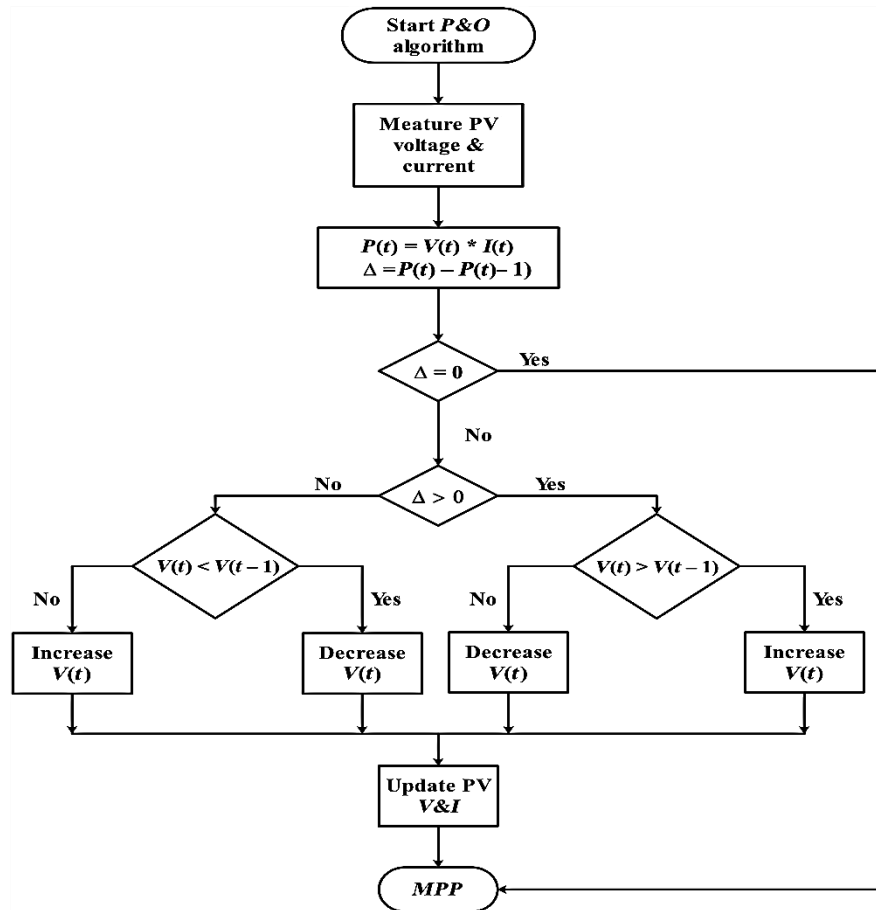 Start P&O
algorithm
Meature PV
voltage &
current
P(t) = V(t) * I(t)
Δ =P(t) – P(t)– 1)
Δ = 0
Yes
No
No
Δ > 0
Yes
V(t) < V(t – 1)
V(t) > V(t – 1)
No
Yes
No
Yes
Increase
V(t)
Decrease
V(t)
Decrease
V(t)
Increase
V(t)
Update PV
V&I
MPP